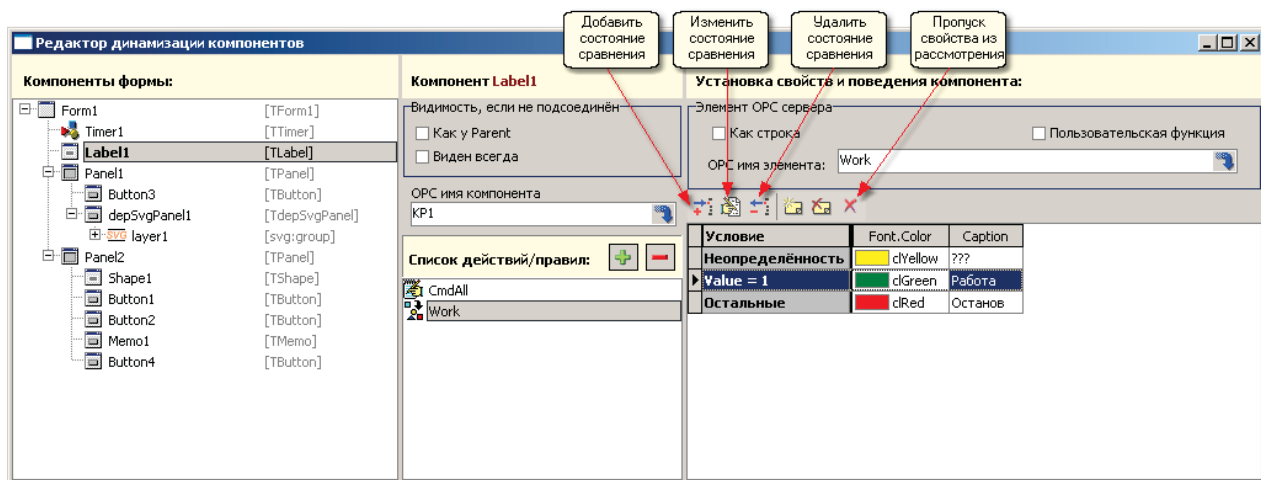 Добавить
состояние
сравнения
Изменить
состояние
сравнения
Удалить
состояние
сравнения
Пропуск
свойства из
рассмотрения
Редактор динамизации компонентов
Компоненты формы:
Form1 [TForm1]
Timer1 [TTimer]
Label1 [TLabel]
Panel1 [TPanel]
Button3 [TButton]
depSvgPanel1 [TdepSvgPanel]
SVG layer1 [svg:group]
Panel2 [TPanel]
Shape1 [TShape]
Button1 [TButton]
Button2 [TButton]
Memo1 [TMemo]
Button4 [TButton]
Компонент Label1
Видимость, если не подсоединён
Как у Parent
Виден всегда
OPC имя компонента
KP1
Список действий/правил:
CmdAll
Work
Установка свойств и поведения компонента:
Элемент OPC сервера
Как строка
Пользовательская функция
OPC имя элемента: Work
Условие Font.Color Caption
Неопределённость clYellow ???
Value = 1 clGreen Работа
Остальные clRed Останов